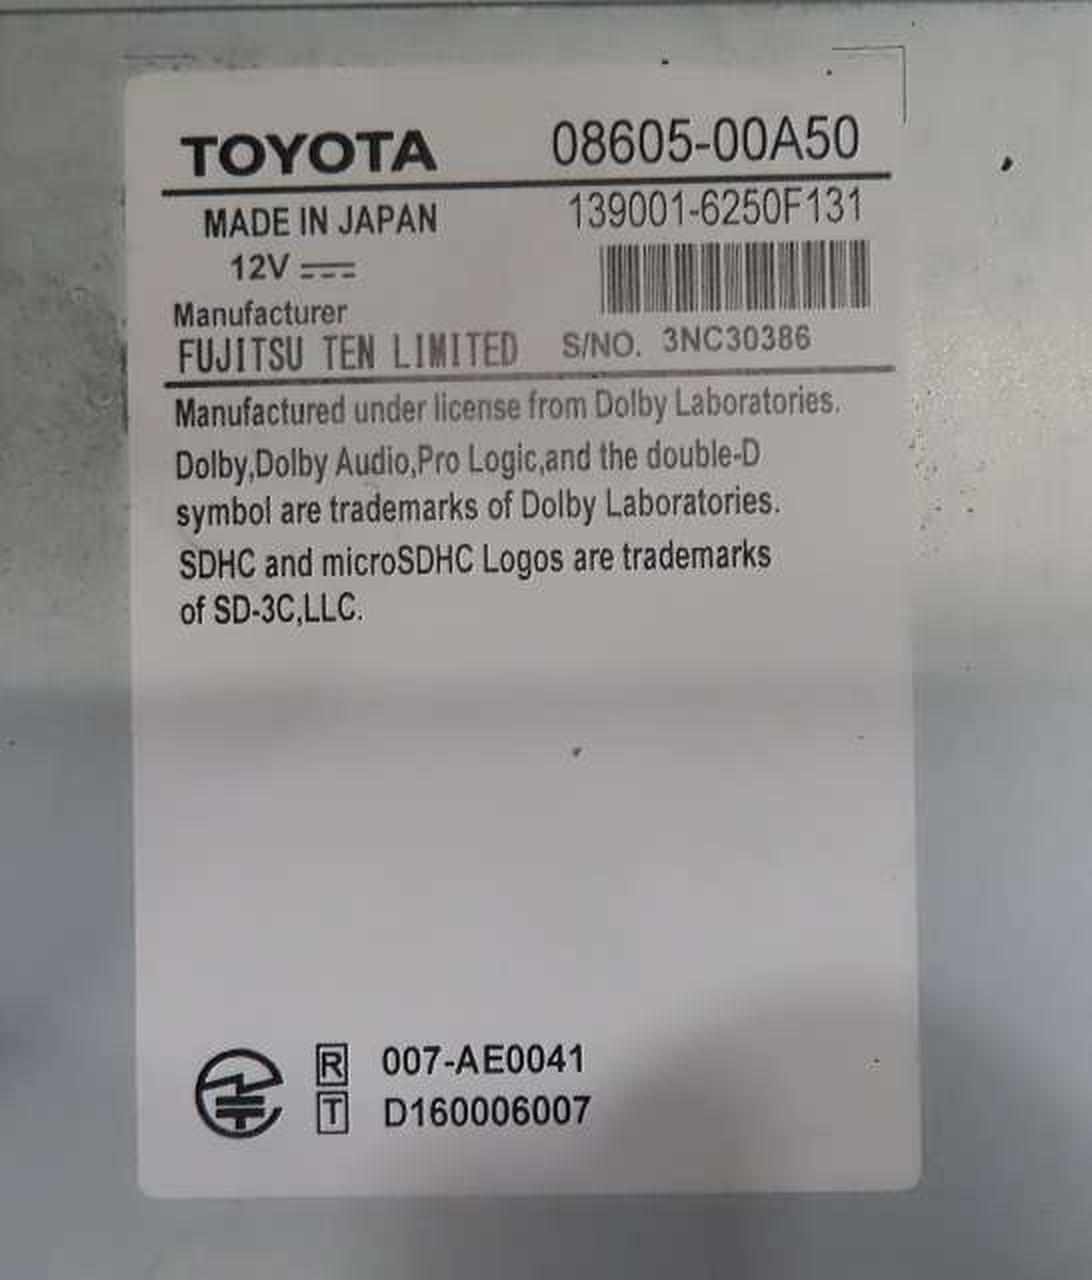 TOYOTA 08605-00A50
MADE IN JAPAN 139001-6250F131
12V
Manufacturer
FUJITSU TEN LIMITED S/NO. 3NC30386
Manufactured under license from Dolby Laboratories.
Dolby,Dolby Audio,Pro Logic,and the double-D
symbol are trademarks of Dolby Laboratories.
SDHC and microSDHC Logos are trademarks
of SD-3C,LLC.
R 007-AE0041
T D160006007